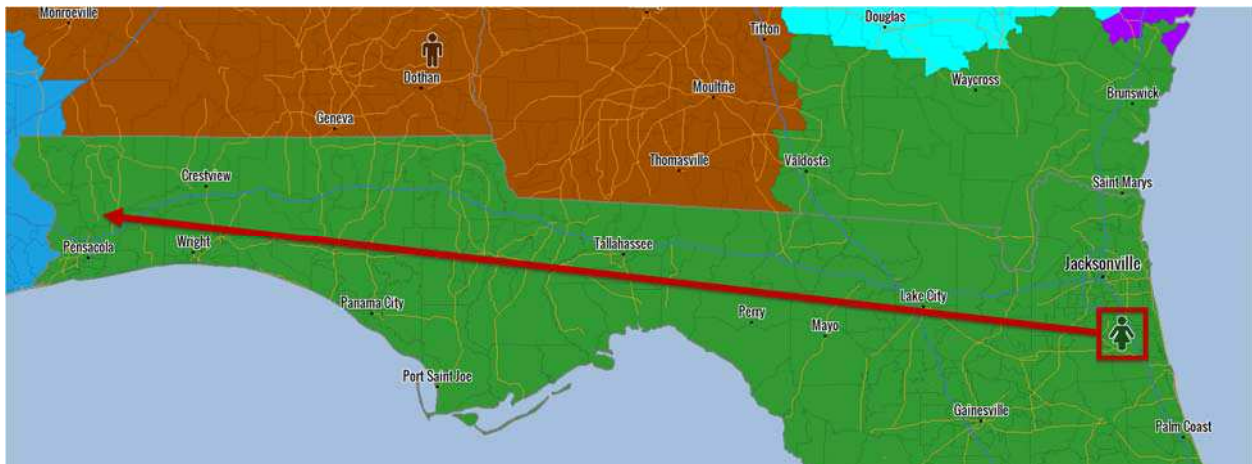 Monroeville
Douglas
Tifton
Dothan
Waycross
Moultrie
Brunswick
Geneva
Thomasville
Valdosta
Crestview
Saint Marys
Pensacola
Wright
Tallahassee
Jacksonville
Panama City
Lake City
Perry
Mayo
Port Saint Joe
Gainesville
Palm Coast